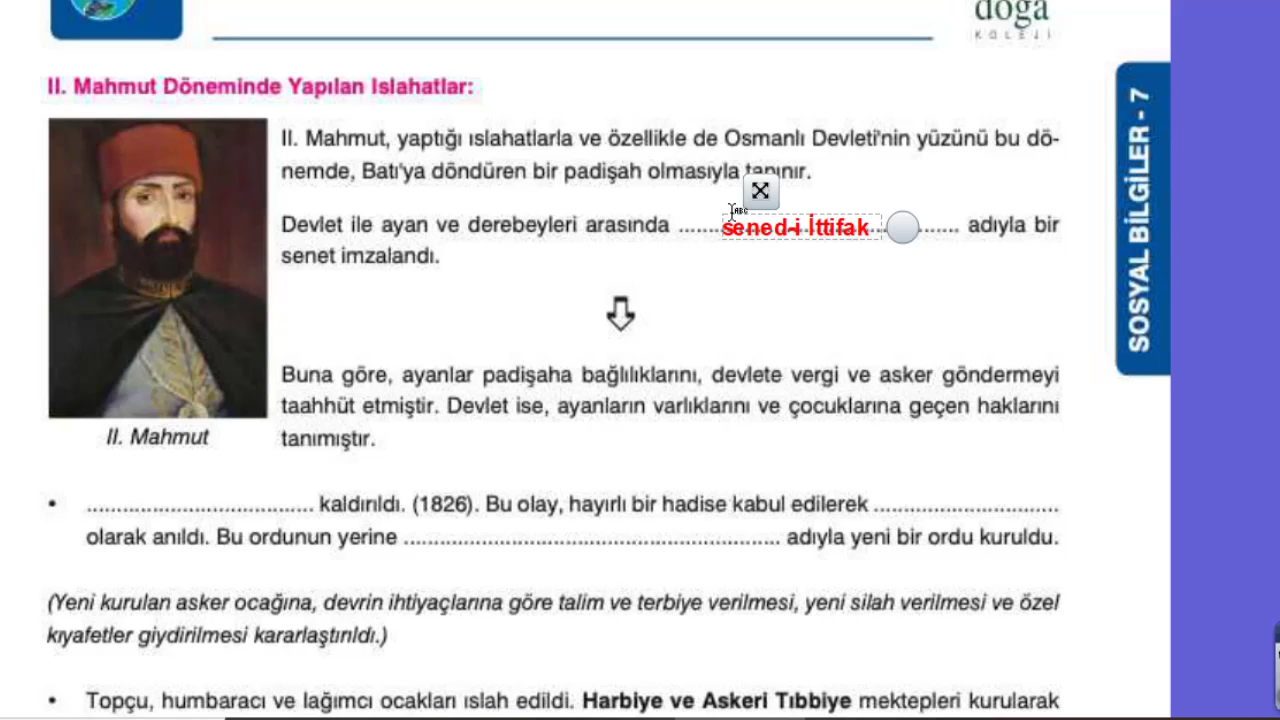 doğa
KOLEJİ
II. Mahmut Döneminde Yapılan Islahatlar:
II. Mahmut, yaptığı ıslahatlarla ve özellikle de Osmanlı Devleti'nin yüzünü bu dö-
nemde, Batı'ya döndüren bir padişah olmasıyla tanınır.
Devlet ile ayan ve derebeyleri arasında ........ sened-i İttifak ....... adıyla bir
senet imzalandı.
Buna göre, ayanlar padişaha bağlılıklarını, devlete vergi ve asker göndermeyi
taahhüt etmiştir. Devlet ise, ayanların varlıklarını ve çocuklarına geçen haklarını
tanımıştır.
II. Mahmut
• ...................................... kaldırıldı. (1826). Bu olay, hayırlı bir hadise kabul edilerek ...............................
olarak anıldı. Bu ordunun yerine ............................................................... adıyla yeni bir ordu kuruldu.
(Yeni kurulan asker ocağına, devrin ihtiyaçlarına göre talim ve terbiye verilmesi, yeni silah verilmesi ve özel
kıyafetler giydirilmesi kararlaştırıldı.)
• Topçu, humbaracı ve lağımcı ocakları ıslah edildi. Harbiye ve Askeri Tıbbiye mektepleri kurularak
SOSYAL BİLGİLER - 7
ABC